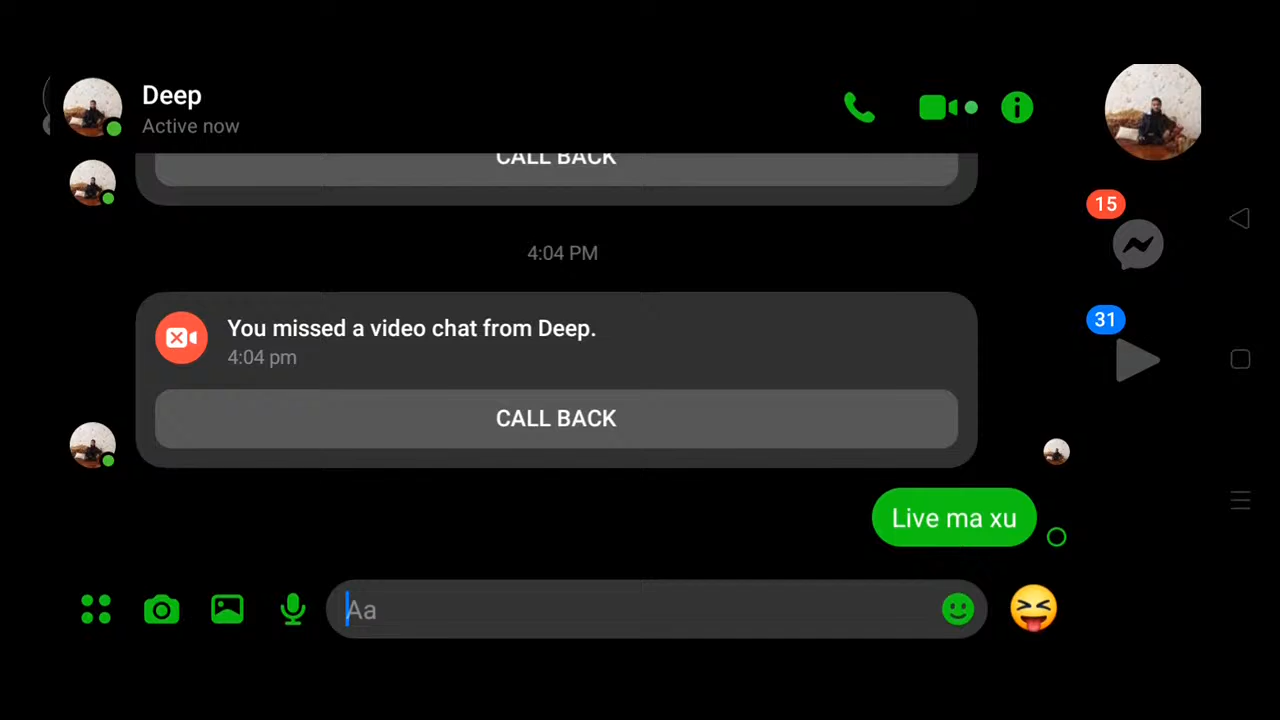 Deep
Active now
CALL BACK
4:04 PM
You missed a video chat from Deep.
4:04 pm
CALL BACK
Live ma xu
Aa
15
31